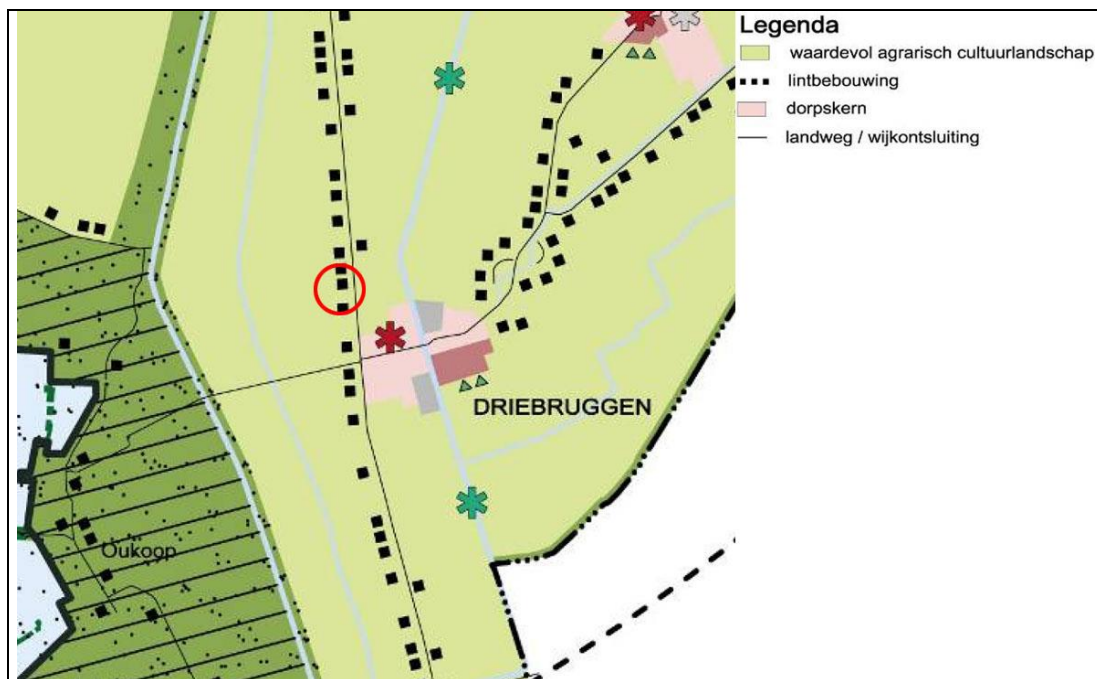 Legenda
waardevol agrarisch cultuurlandschap
lintbebouwing
dorpskern
landweg / wijkontsluiting
DRIEBRUGGEN
Oukoop